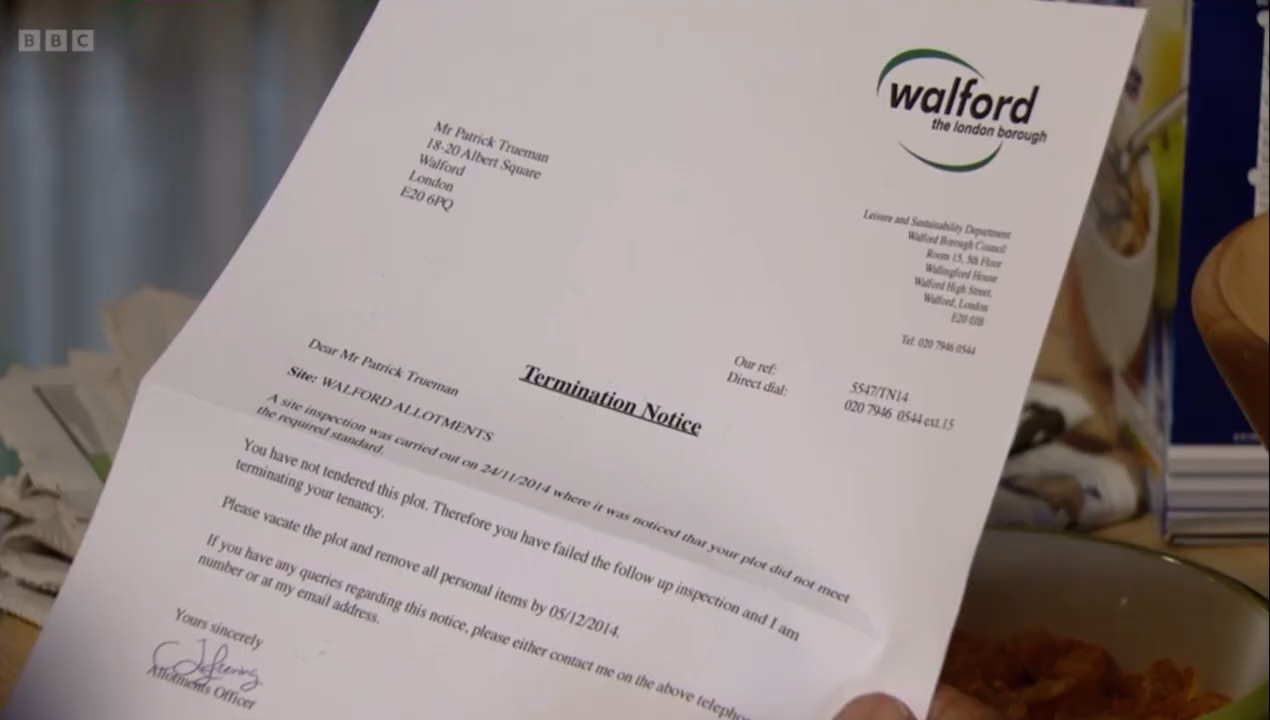 BBC
walford
the london borough
Mr Patrick Trueman
18-20 Albert Square
Walford
London
E20 6PQ
Leisure and Sustainability Department
Walford Borough Council
Room 15, 5th Floor
Wallingford House
Walford High Street,
Walford, London
E20
Tel: 020 7946 0544
Our ref: 5547/TN14
Direct dial: 020 7946 0544 ext.15
Dear Mr Patrick Trueman
Termination Notice
Site: WALFORD ALLOTMENTS
A site inspection was carried out on 24/11/2014 where it was noticed that your plot did not meet
the required standard.
You have not tendered this plot. Therefore you have failed the follow up inspection and I am
terminating your tenancy.
Please vacate the plot and remove all personal items by 05/12/2014.
If you have any queries regarding this notice, please either contact me on the above telepho
number or at my email address.
Yours sincerely
Allotments Officer